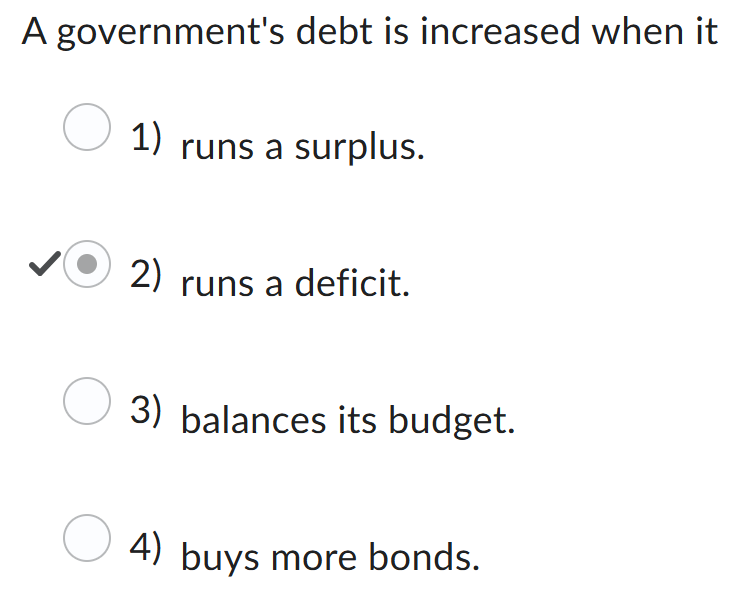 A government's debt is increased when it
1) runs a surplus.
2) runs a deficit.
3) balances its budget.
4) buys more bonds.